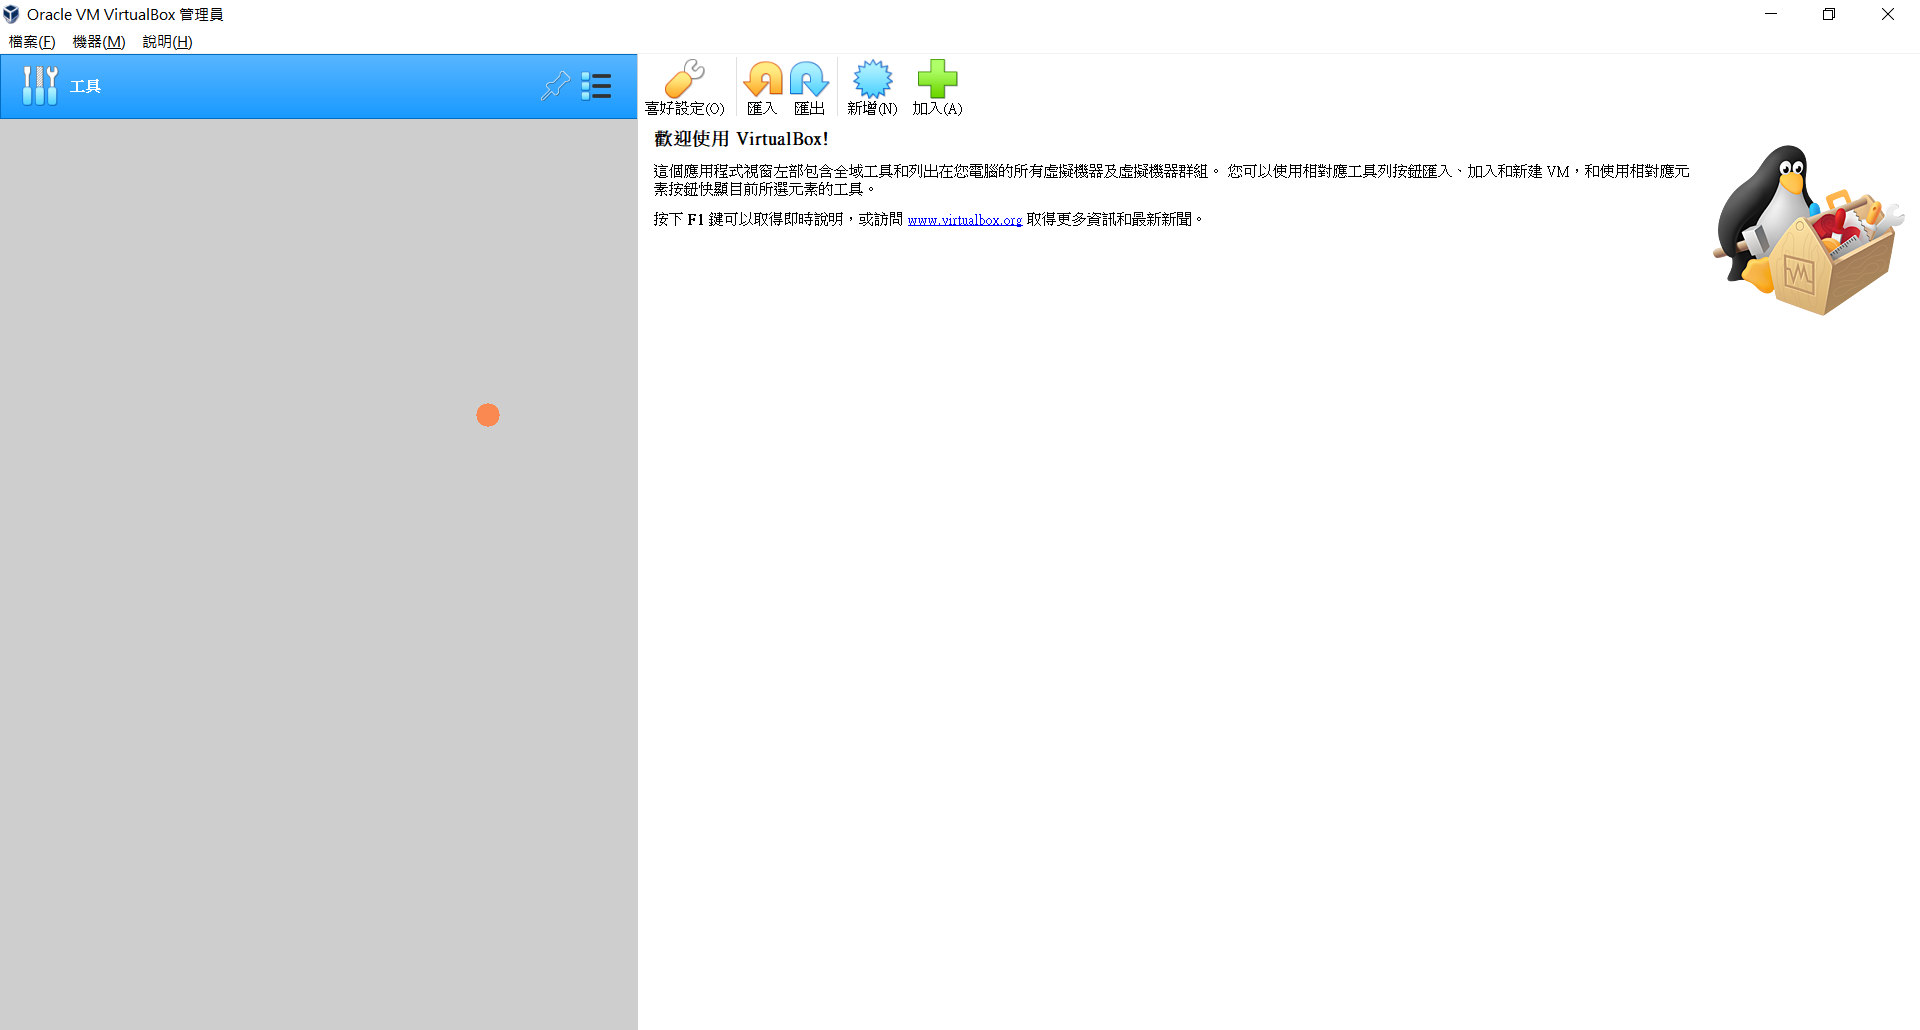 Oracle VM VirtualBox 管理員
檔案(F) 機器(M) 說明(H)
工具
喜好設定(O) 匯入 匯出 新增(N) 加入(A)
歡迎使用 VirtualBox!
這個應用程式視窗左部包含全域工具和列出在您電腦的所有虛擬機器及虛擬機器群組。 您可以使用相對應工具列按鈕匯入、加入和新建 VM，和使用相對應元
素按鈕快顯目前所選元素的工具。
按下 F1 鍵可以取得即時說明，或訪問 www.virtualbox.org 取得更多資訊和最新新聞。